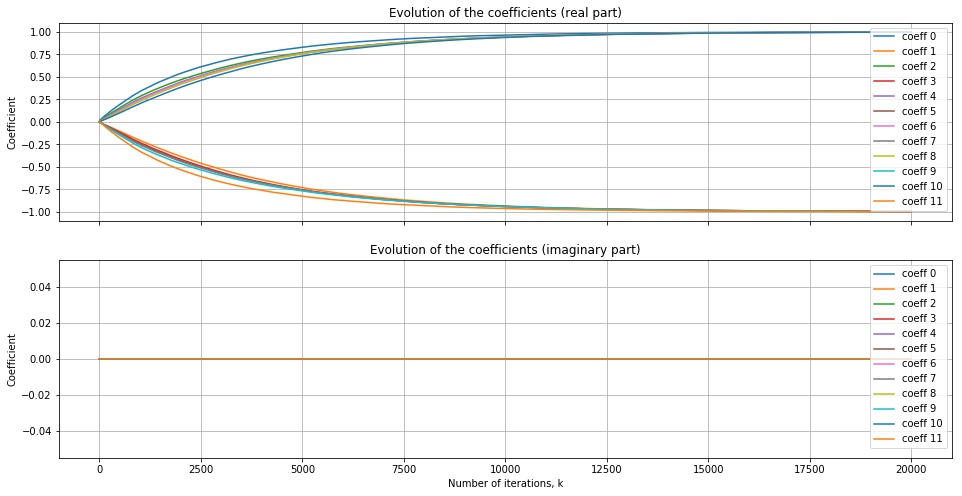 Evolution of the coefficients (real part)
1.00
0.75
0.50
0.25
0.00
−0.25
−0.50
−0.75
−1.00
Coefficient
coeff 0
coeff 1
coeff 2
coeff 3
coeff 4
coeff 5
coeff 6
coeff 7
coeff 8
coeff 9
coeff 10
coeff 11
Evolution of the coefficients (imaginary part)
0.04
0.02
0.00
−0.02
−0.04
Coefficient
coeff 0
coeff 1
coeff 2
coeff 3
coeff 4
coeff 5
coeff 6
coeff 7
coeff 8
coeff 9
coeff 10
coeff 11
0 2500 5000 7500 10000 12500 15000 17500 20000
Number of iterations, k